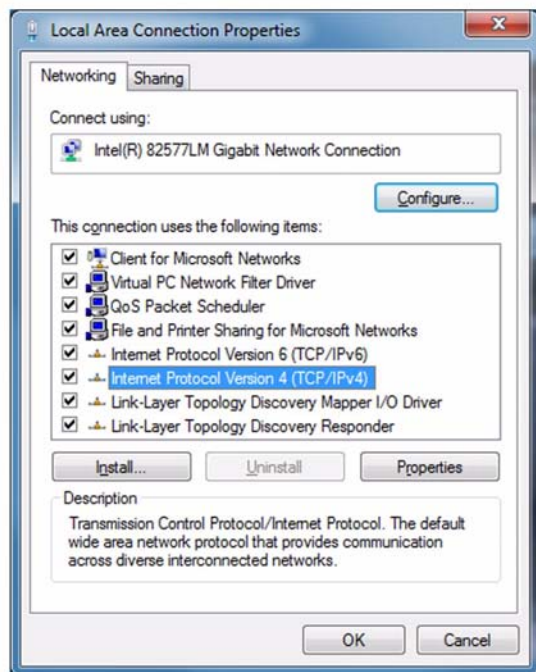 Local Area Connection Properties
Networking
Sharing
Connect using:
Intel(R) 82577LM Gigabit Network Connection
Configure...
This connection uses the following items:
Client for Microsoft Networks
Virtual PC Network Filter Driver
QoS Packet Scheduler
File and Printer Sharing for Microsoft Networks
Internet Protocol Version 6 (TCP/IPv6)
Internet Protocol Version 4 (TCP/IPv4)
Link-Layer Topology Discovery Mapper I/O Driver
Link-Layer Topology Discovery Responder
Install...
Uninstall
Properties
Description
Transmission Control Protocol/Internet Protocol. The default
wide area network protocol that provides communication
across diverse interconnected networks.
OK
Cancel